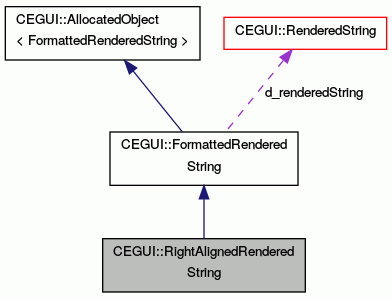 CEGUI::AllocatedObject
< FormattedRenderedString >
CEGUI::RenderedString
d_renderedString
CEGUI::FormattedRendered
String
CEGUI::RightAlignedRendered
String